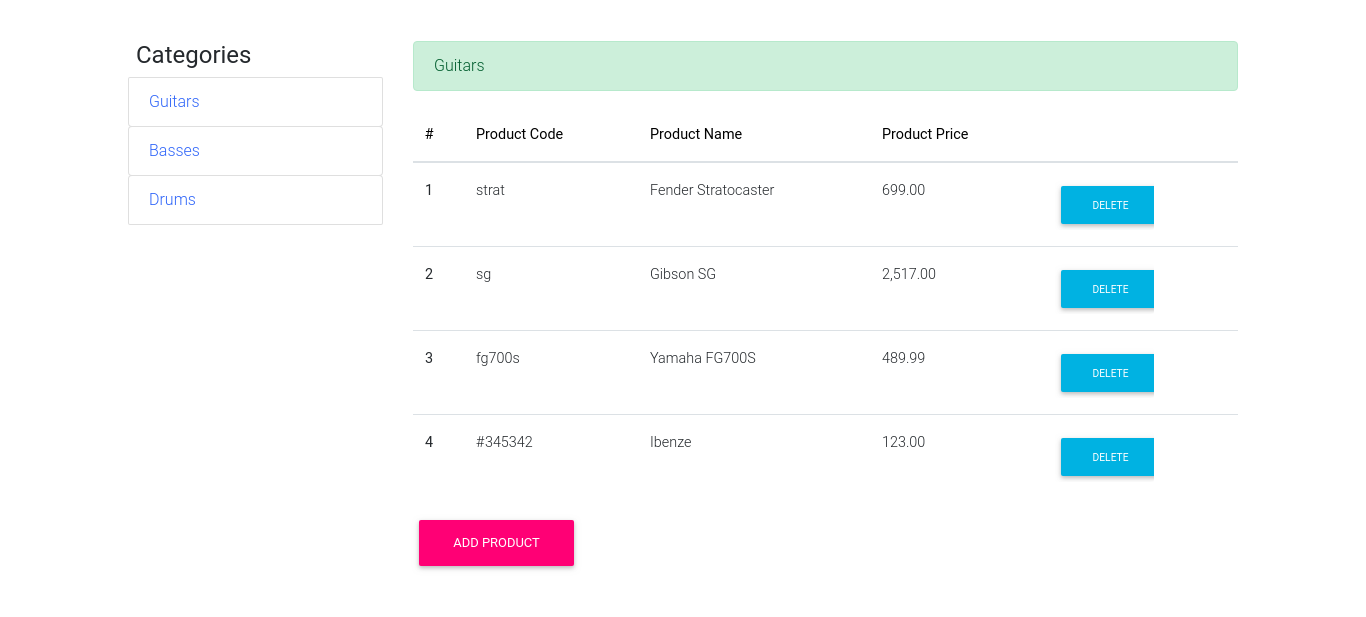 Categories
Guitars
Basses
Drums
Guitars
# Product Code Product Name Product Price
1 strat Fender Stratocaster 699.00 DELETE
2 sg Gibson SG 2,517.00 DELETE
3 fg700s Yamaha FG700S 489.99 DELETE
4 #345342 Ibenze 123.00 DELETE
ADD PRODUCT